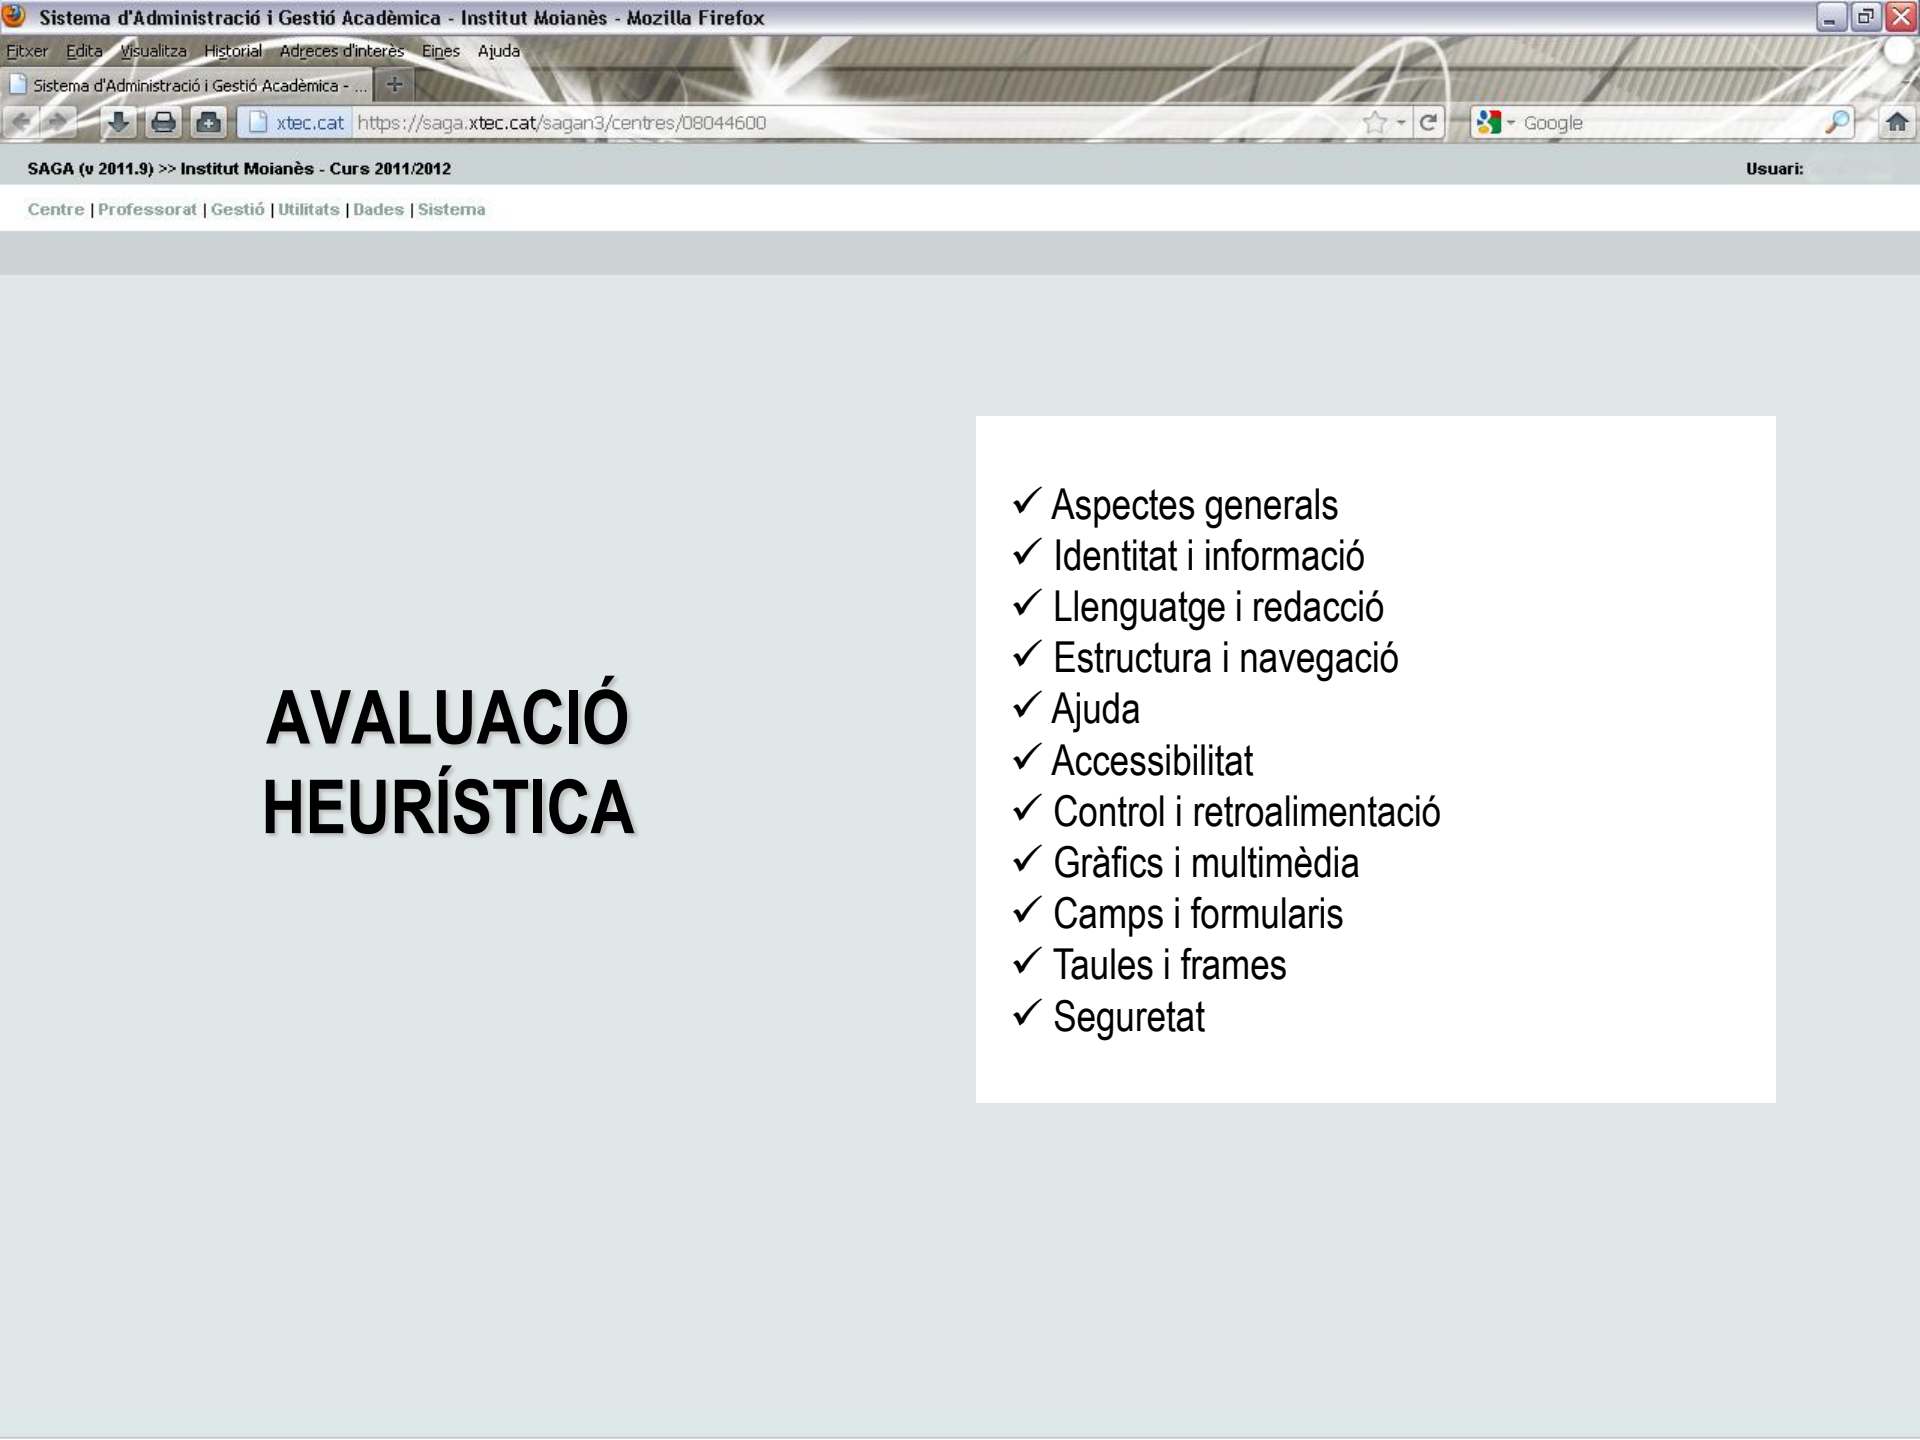 Sistema d'Administració i Gestió Acadèmica - Institut Moianès - Mozilla Firefox
Fitxer Edita Visualitza Historial Adreces d'interès Eines Ajuda
Sistema d'Administració i Gestió Acadèmica - ...
xtec.cat https://saga.xtec.cat/sagan3/centres/08044600 Google
SAGA (v 2011.9) >> Institut Moianès - Curs 2011/2012 Usuari:
Centre | Professorat | Gestió | Utilitats | Dades | Sistema
AVALUACIÓ
HEURÍSTICA
✓ Aspectes generals
✓ Identitat i informació
✓ Llenguatge i redacció
✓ Estructura i navegació
✓ Ajuda
✓ Accessibilitat
✓ Control i retroalimentació
✓ Gràfics i multimèdia
✓ Camps i formularis
✓ Taules i frames
✓ Seguretat